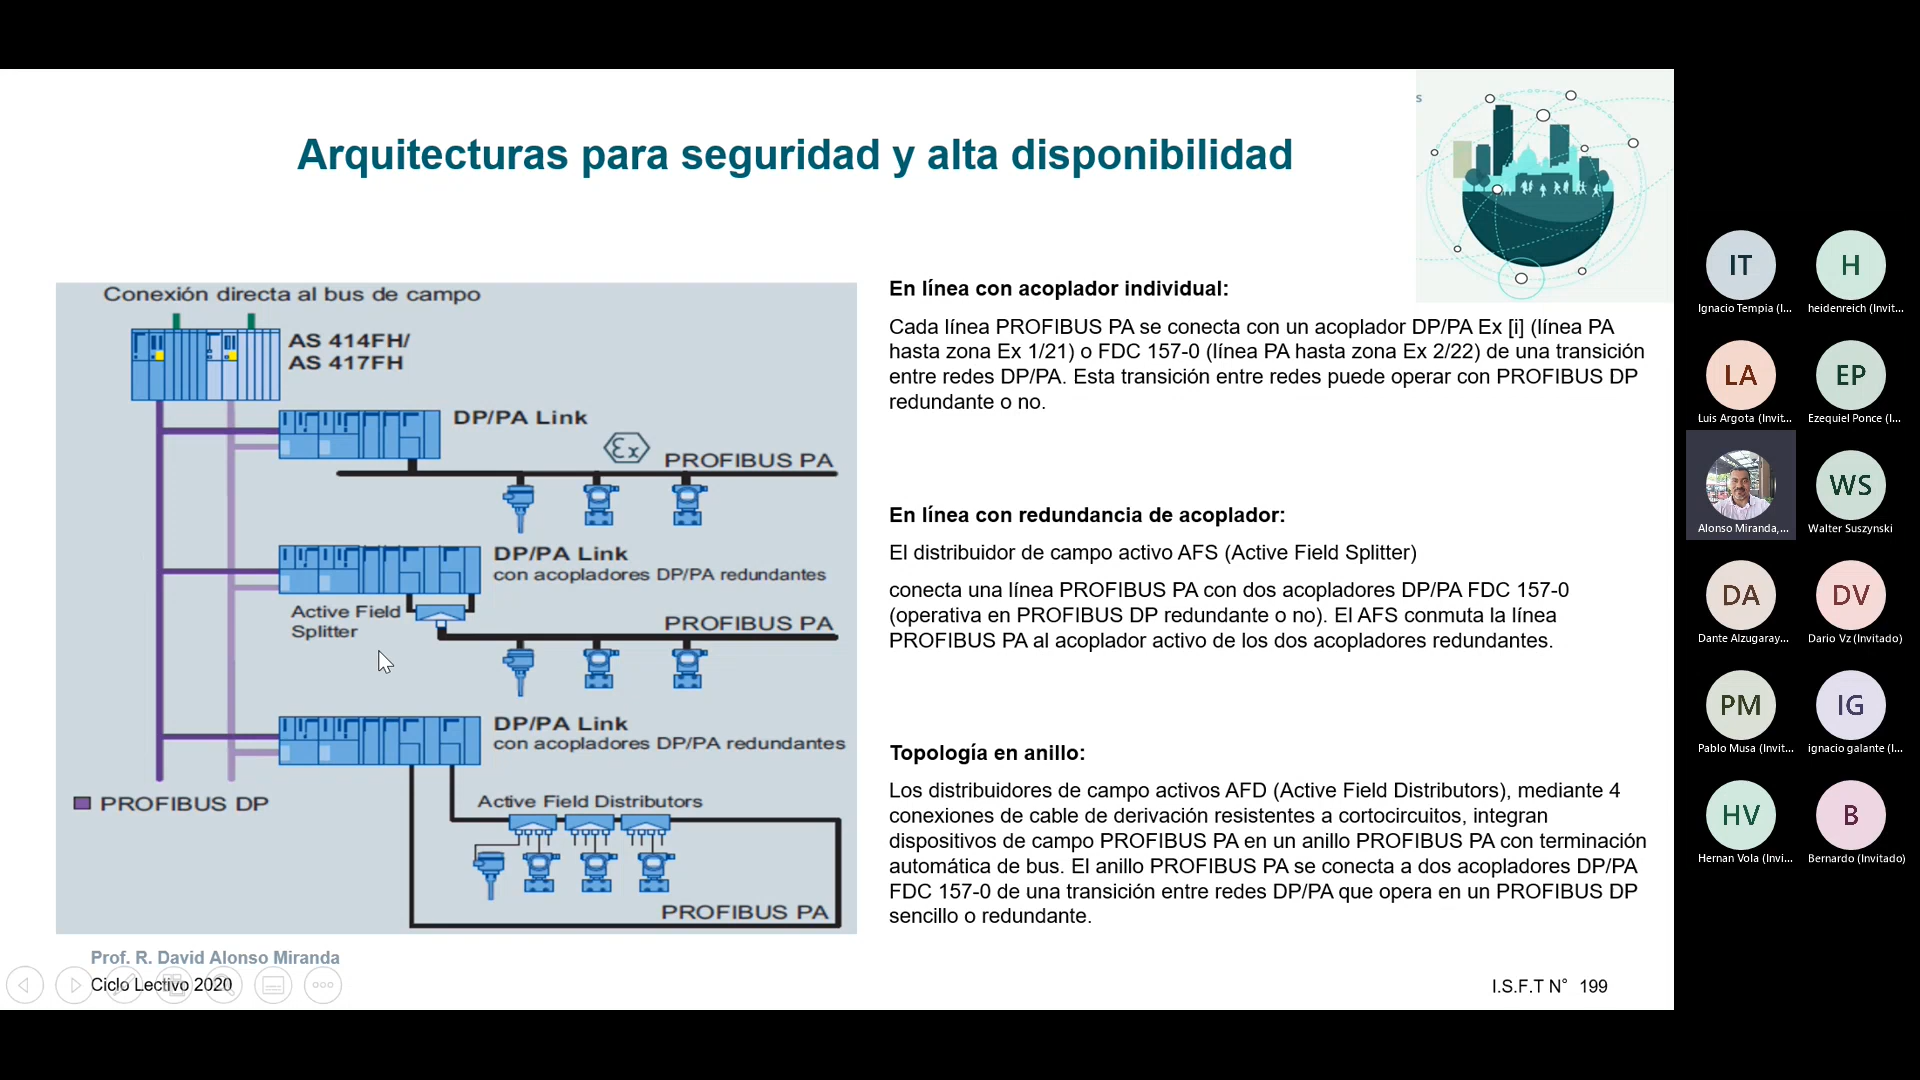 s
Arquitecturas para seguridad y alta disponibilidad
Conexión directa al bus de campo
AS 414FH/
AS 417FH
DP/PA Link
Ex
PROFIBUS PA
DP/PA Link
con acopladores DP/PA redundantes
Active Field
Splitter
PROFIBUS PA
DP/PA Link
con acopladores DP/PA redundantes
PROFIBUS DP
Active Field Distributors
PROFIBUS PA
En línea con acoplador individual:
Cada línea PROFIBUS PA se conecta con un acoplador DP/PA Ex [i] (línea PA
hasta zona Ex 1/21) o FDC 157-0 (línea PA hasta zona Ex 2/22) de una transición
entre redes DP/PA. Esta transición entre redes puede operar con PROFIBUS DP
redundante o no.
En línea con redundancia de acoplador:
El distribuidor de campo activo AFS (Active Field Splitter)
conecta una línea PROFIBUS PA con dos acopladores DP/PA FDC 157-0
(operativa en PROFIBUS DP redundante o no). El AFS conmuta la línea
PROFIBUS PA al acoplador activo de los dos acopladores redundantes.
Topología en anillo:
Los distribuidores de campo activos AFD (Active Field Distributors), mediante 4
conexiones de cable de derivación resistentes a cortocircuitos, integran
dispositivos de campo PROFIBUS PA en un anillo PROFIBUS PA con terminación
automática de bus. El anillo PROFIBUS PA se conecta a dos acopladores DP/PA
FDC 157-0 de una transición entre redes DP/PA que opera en un PROFIBUS DP
sencillo o redundante.
Prof. R. David Alonso Miranda
Ciclo Lectivo 2020
I.S.F.T N° 199
IT
Ignacio Tempia (I...
H
heidenreich (Invit...
LA
Luis Argota (Invit...
EP
Ezequiel Ponce (I...
Alonso Miranda,...
WS
Walter Suszynski
DA
Dante Alzugaray...
DV
Dario Vz (Invitado)
PM
Pablo Musa (Invit...
IG
ignacio galante (I...
HV
Hernan Vola (Invi...
B
Bernardo (Invitado)